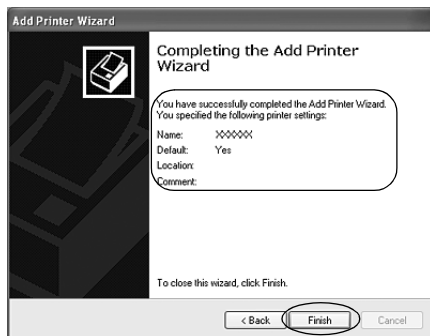 Add Printer Wizard
Completing the Add Printer
Wizard
You have successfully completed the Add Printer Wizard.
You specified the following printer settings:
Name: XXXXXX
Default: Yes
Location:
Comment:
To close this wizard, click Finish.
< Back Finish Cancel